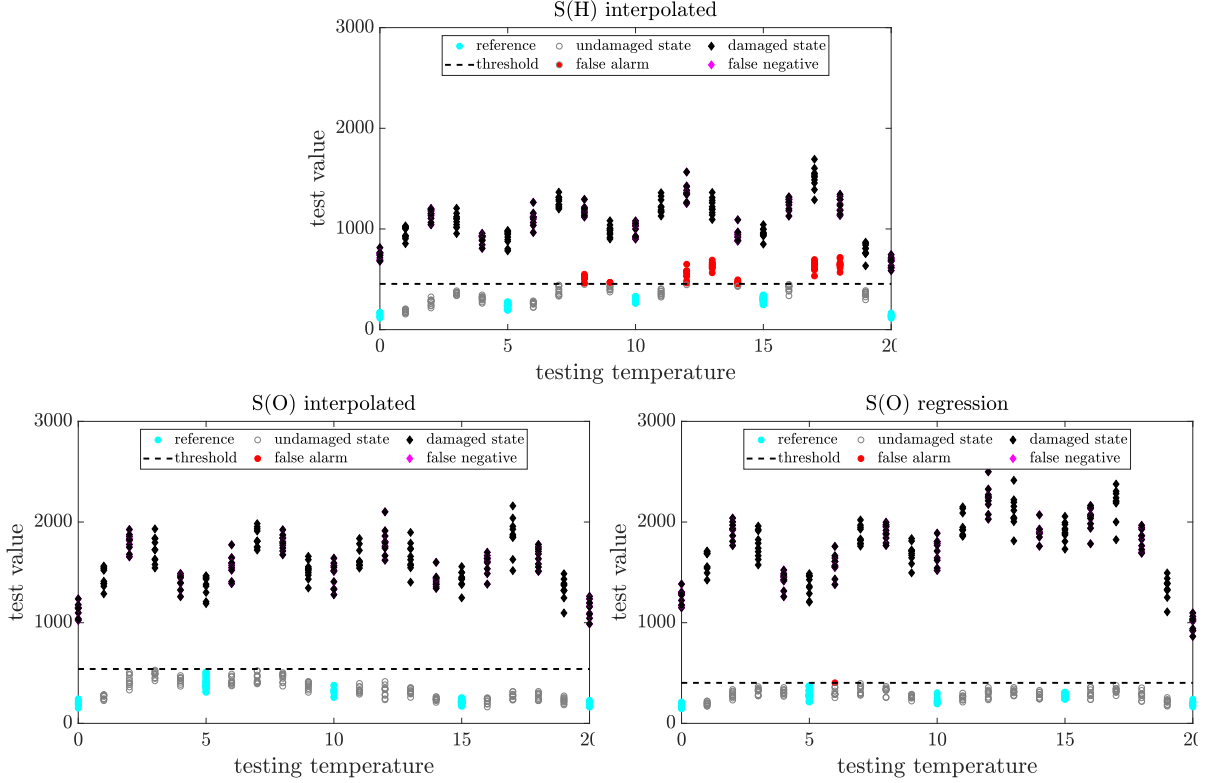 S(H) interpolated
3000
2000
1000
0
test value
reference undamaged state damaged state
threshold false alarm false negative
0 5 10 15 20
testing temperature
S(O) interpolated
3000
2000
1000
0
test value
reference undamaged state damaged state
threshold false alarm false negative
0 5 10 15 20
testing temperature
S(O) regression
3000
2000
1000
0
test value
reference undamaged state damaged state
threshold false alarm false negative
0 5 10 15 20
testing temperature